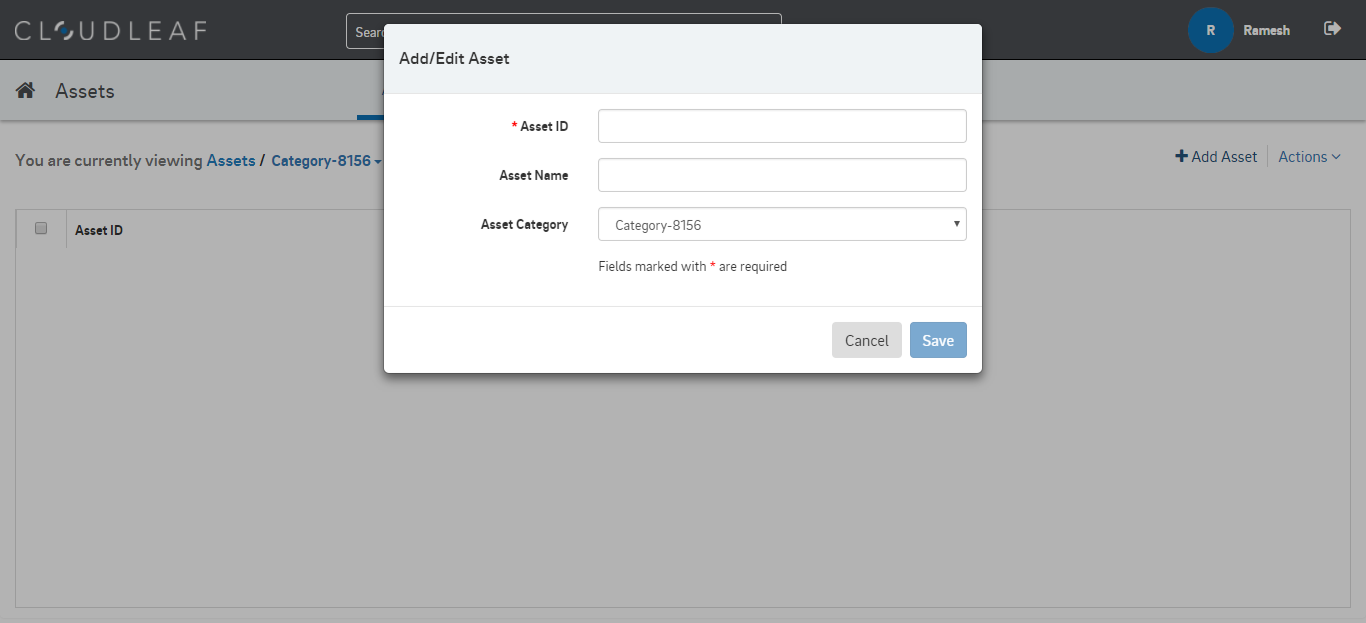 CLOUDLEAF
Sear
R
Ramesh
Add/Edit Asset
Assets
You are currently viewing Assets / Category-8156
+ Add Asset
Actions
* Asset ID
Asset Name
Asset Category
Category-8156
Fields marked with * are required
Asset ID
Cancel
Save